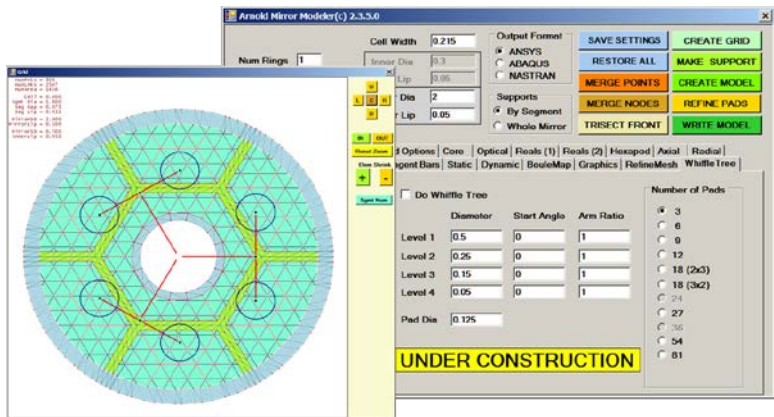 Arnold Mirror Modeler(c) 2.3.5.0
Num Rings 1
Cell Width 0.215
Inner Dia 0.3
Lip 0.05
Dia 2
r Lip 0.05
Output Format
ANSYS
ABAQUS
NASTRAN
Supports
By Segment
Whole Mirror
SAVE SETTINGS
CREATE GRID
RESTORE ALL
MAKE SUPPORT
MERGE POINTS
CREATE MODEL
MERGE NODES
REFINE PADS
TRISECT FRONT
WRITE MODEL
d Options Core Optical Reals (1) Reals (2) Hexapod Axial Radial
gent Bars Static Dynamic BouleMap Graphics RefineMesh WhiffleTree
Do Whiffle Tree
Diameter Start Angle Arm Ratio
Level 1 0.5 0 1
Level 2 0.25 0 1
Level 3 0.15 0 1
Level 4 0.05 0 1
Pad Dia 0.125
UNDER CONSTRUCTION
Number of Pads
3
6
9
12
18 (2x3)
18 (3x2)
24
27
36
54
81
Grid
U
L C R
D
IN OUT
Elem Shrink
+ -